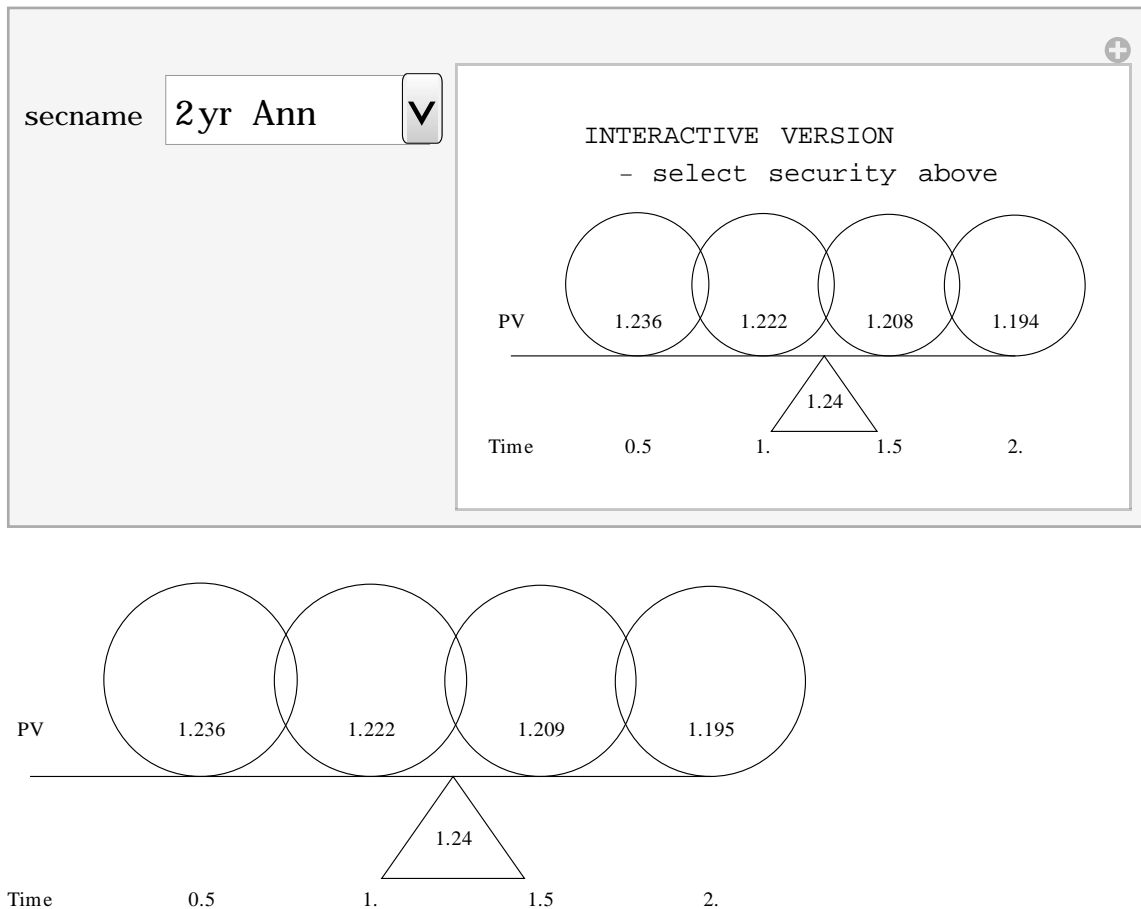 secname 2yr Ann
INTERACTIVE VERSION
- select security above
PV 1.236 1.222 1.208 1.194
1.24
Time 0.5 1. 1.5 2.
PV 1.236 1.222 1.209 1.195
1.24
Time 0.5 1. 1.5 2.